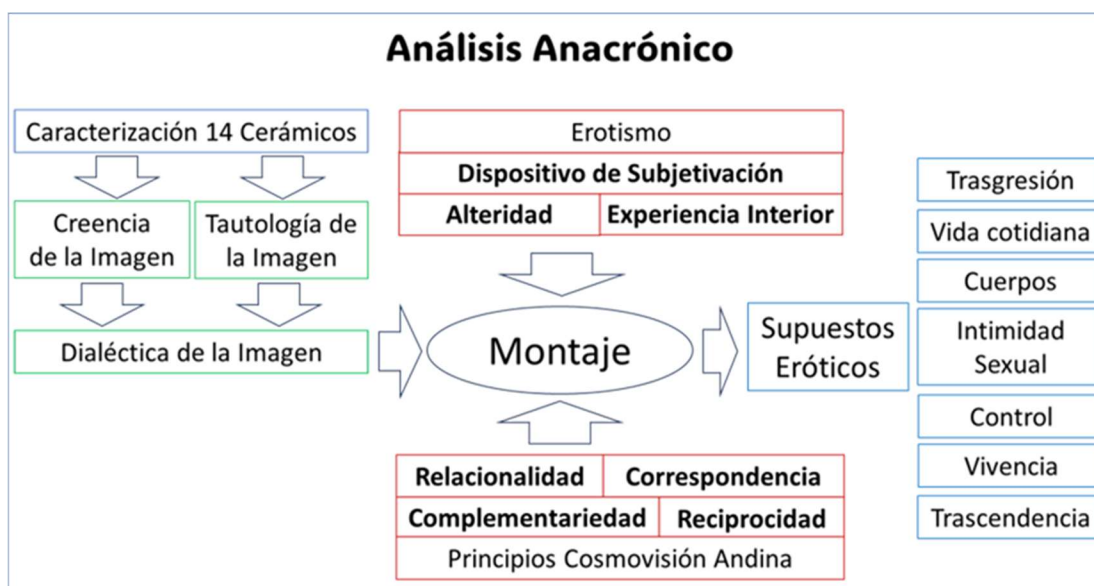 Análisis Anacrónico
Caracterización 14 Cerámicos
Creencia
de la Imagen
Tautología de
la Imagen
Dialéctica de la Imagen
Erotismo
Dispositivo de Subjetivación
Alteridad
Experiencia Interior
Montaje
Relacionalidad
Correspondencia
Complementariedad
Reciprocidad
Principios Cosmovisión Andina
Supuestos
Eróticos
Trasgresión
Vida cotidiana
Cuerpos
Intimidad
Sexual
Control
Vivencia
Trascendencia